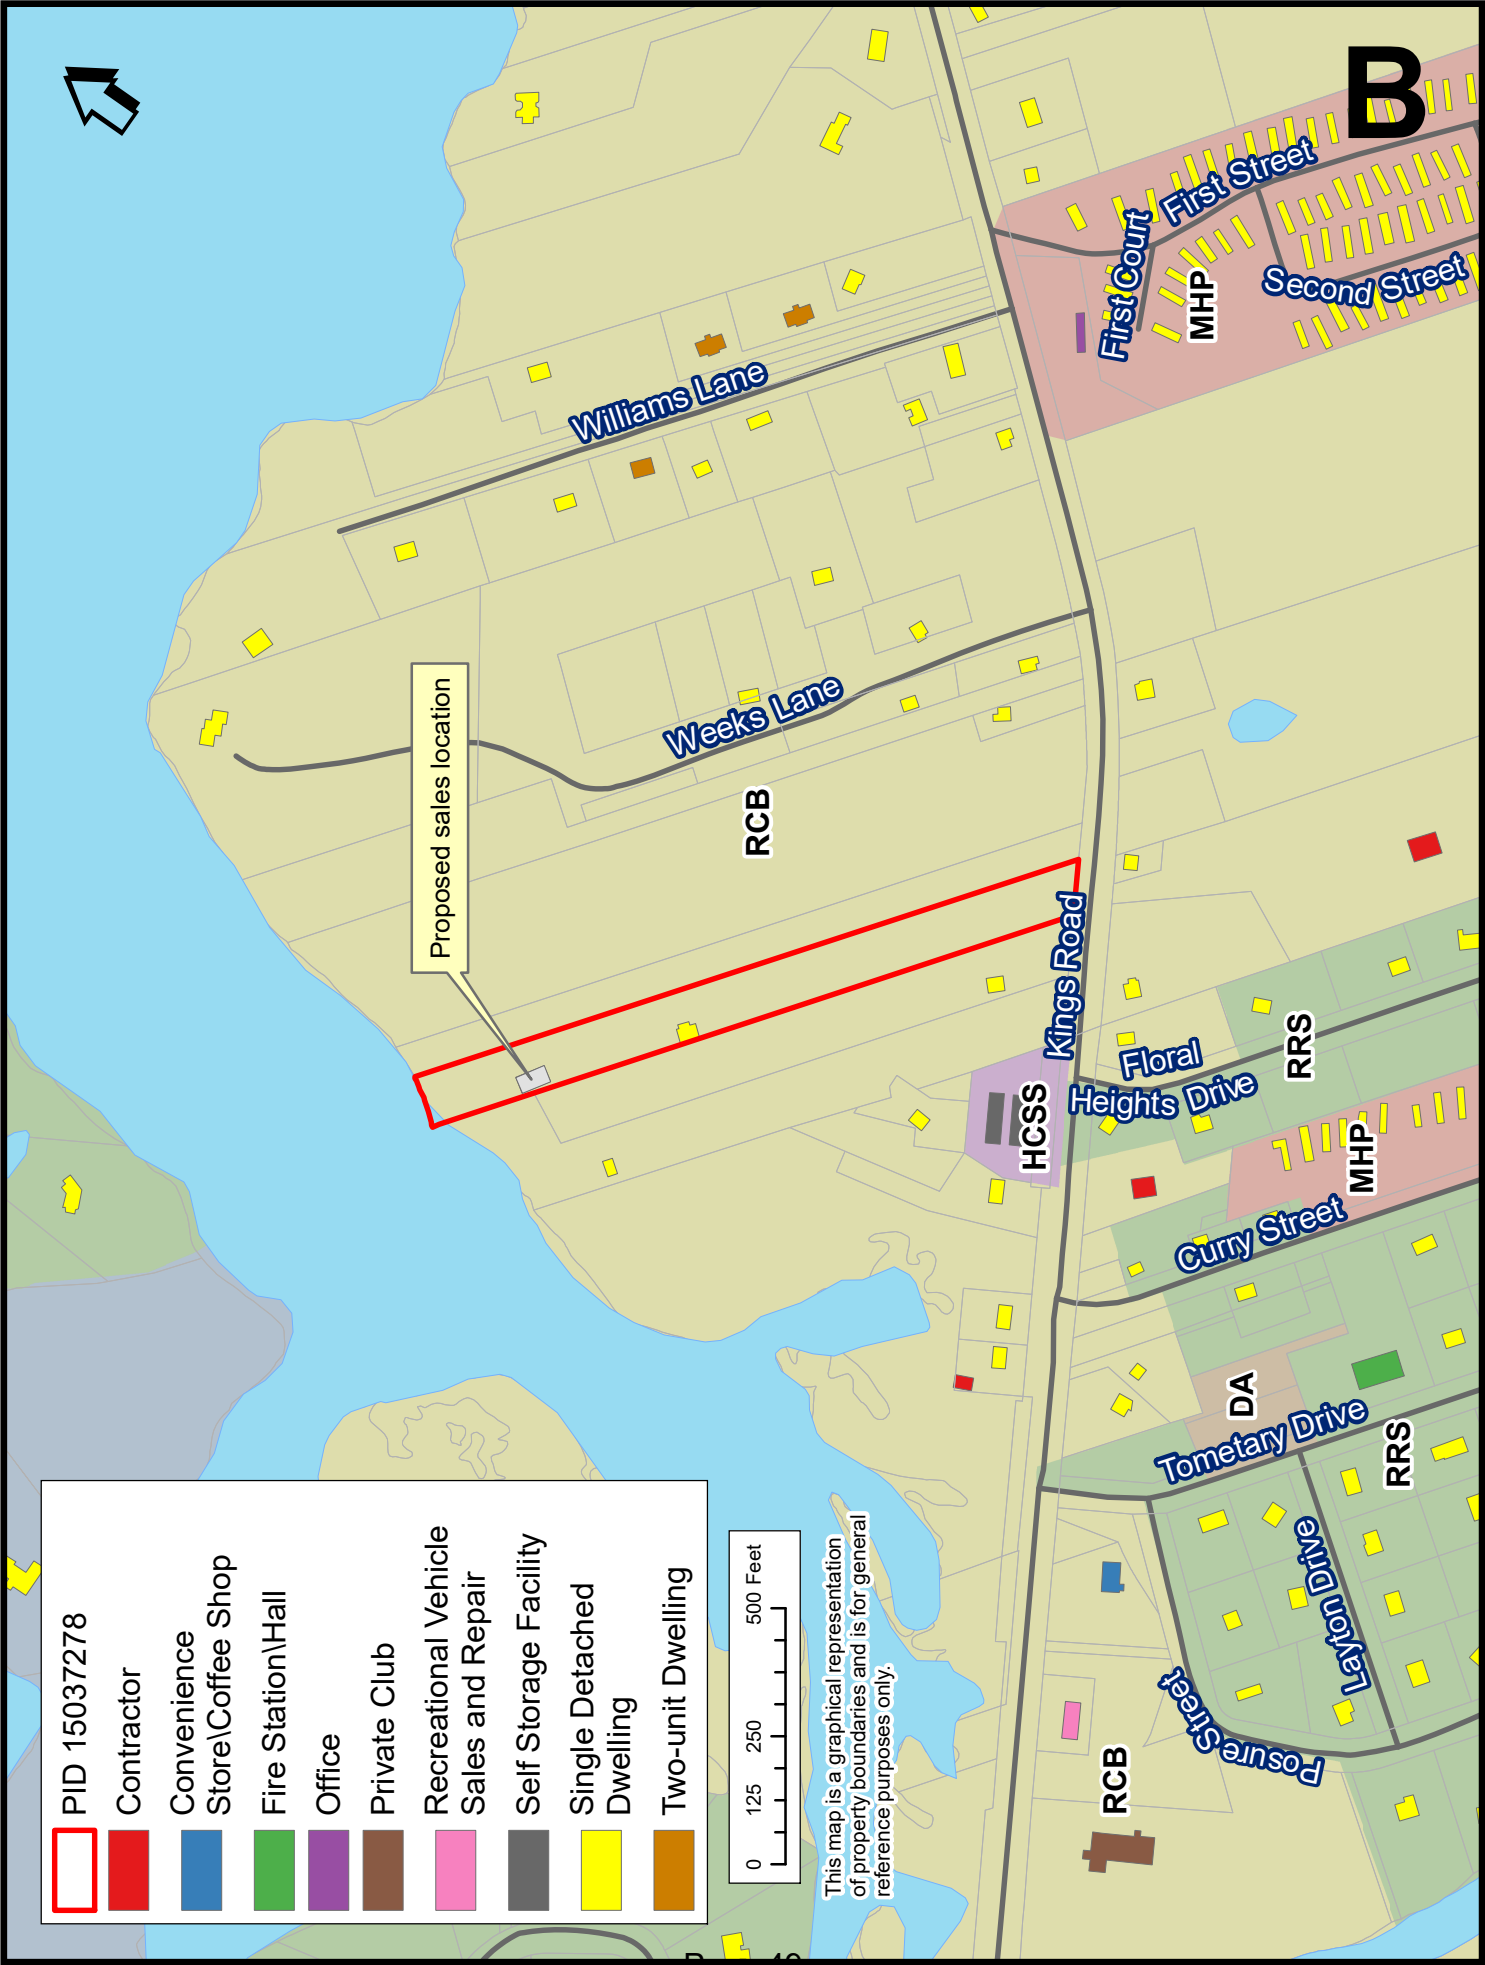 B
First Street
First Court
MHP
Second Street
Williams Lane
Weeks Lane
Proposed sales location
RCB
Kings Road
HCSS
Floral
Heights Drive
RRS
MHP
Curry Street
DA
Tometary Drive
RRS
Layton Drive
Posure Street
RCB
PID 15037278
Contractor
Convenience
Store\Coffee Shop
Fire Station\Hall
Office
Private Club
Recreational Vehicle
Sales and Repair
Self Storage Facility
Single Detached
Dwelling
Two-unit Dwelling
0 125 250 500 Feet
This map is a graphical representation
of property boundaries and is for general
reference purposes only.